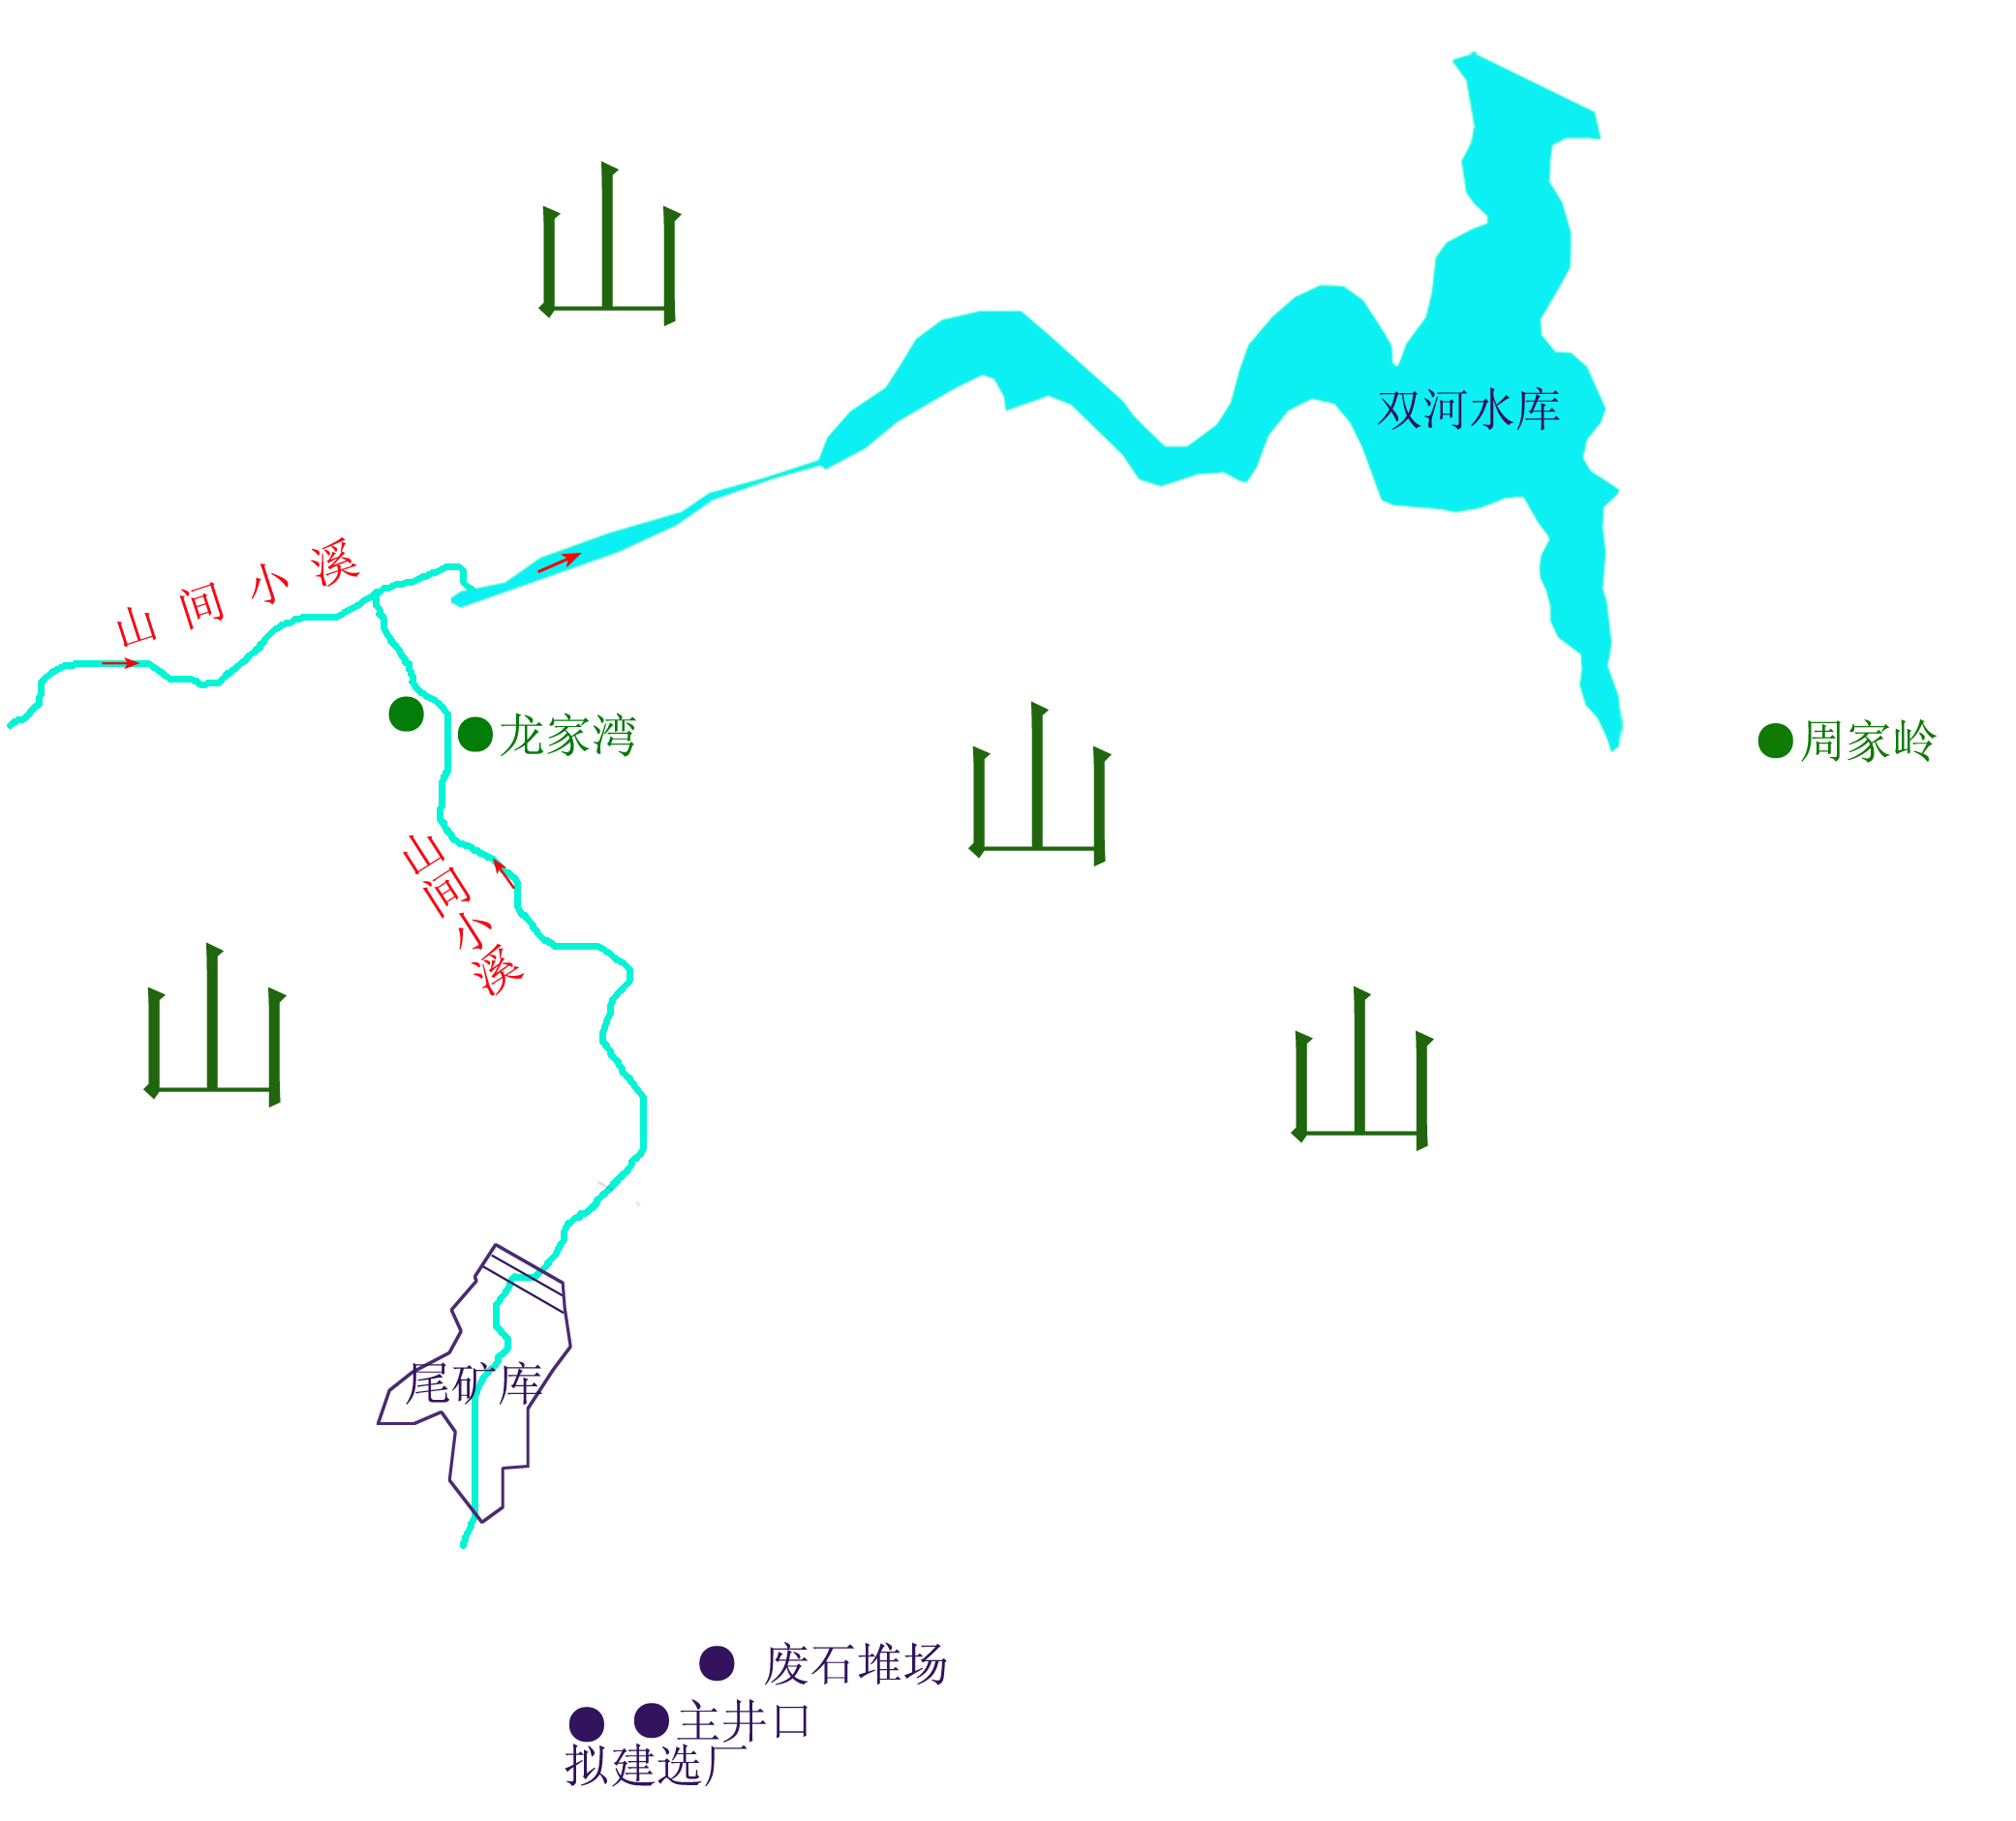 山
双河水库
山间小溪
龙家湾
周家岭
山
山间小溪
山
山
尾矿库
废石堆场
主井口
拟建选厂